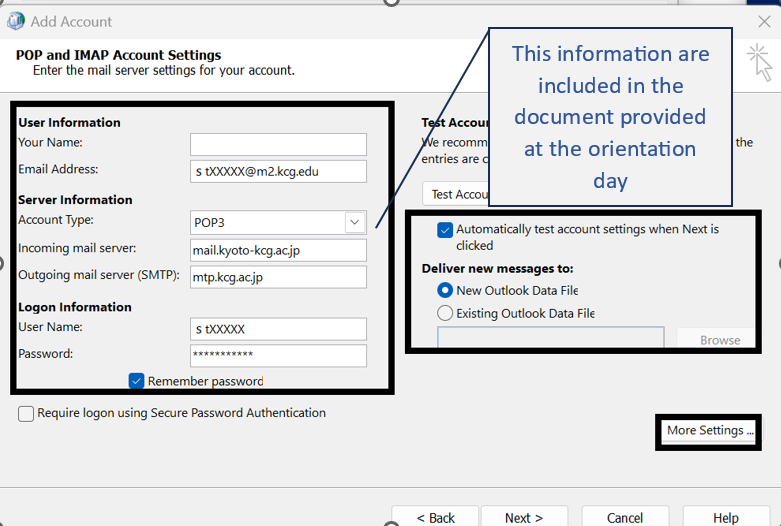 Add Account
POP and IMAP Account Settings
Enter the mail server settings for your account.
This information are
included in the
document provided
at the orientation
day
User Information
Your Name:
Email Address:
s tXXXXX@m2.kcg.edu
Server Information
Account Type:
POP3
Incoming mail server:
mail.kyoto-kcg.ac.jp
Outgoing mail server (SMTP):
mtp.kcg.ac.jp
Logon Information
User Name:
s tXXXXX
Password:
***********
Remember password
Require logon using Secure Password Authentication
Test Accou
We recomm
the
entries are c
Test Accou
Automatically test account settings when Next is
clicked
Deliver new messages to:
New Outlook Data File
Existing Outlook Data File
Browse
More Settings ...
< Back
Next >
Cancel
Help